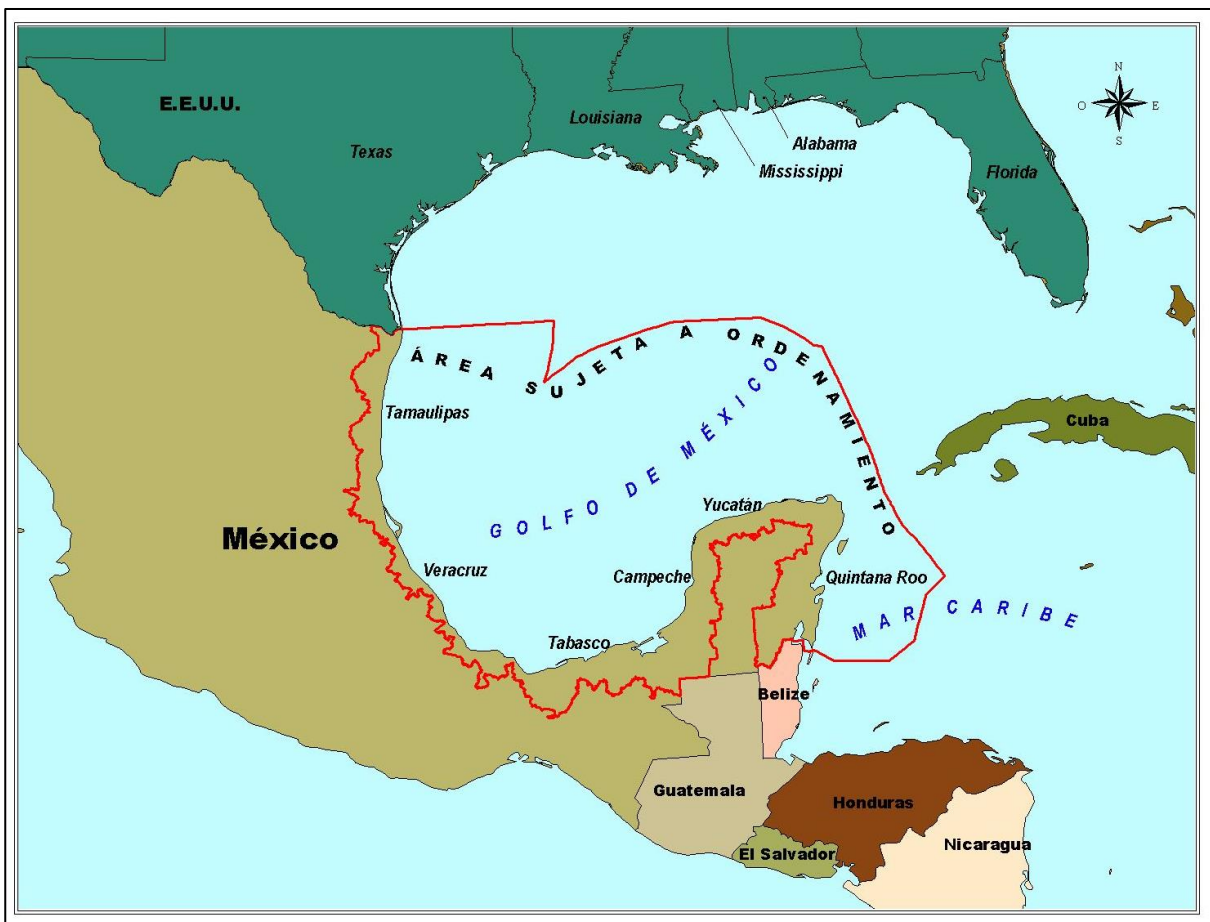 N
O
E
S
E.E.U.U.
Texas
Louisiana
Alabama
Mississippi
Florida
ÁREA SUJETA A ORDENAMIENTO
Tamaulipas
GOLFO DE MÉXICO
Cuba
Yucatán
México
Veracruz
Campeche
Quintana Roo
MAR CARIBE
Tabasco
Belize
Guatemala
Honduras
El Salvador
Nicaragua